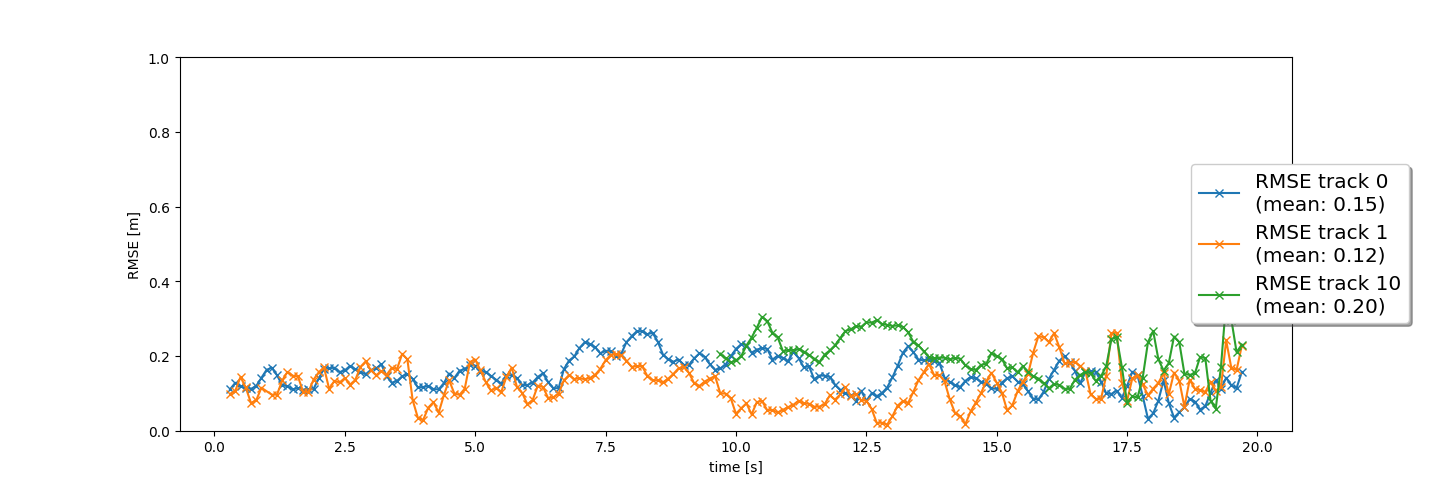 1.0
0.8
0.6
0.4
0.2
0.0
RMSE [m]
0.0 2.5 5.0 7.5 10.0 12.5 15.0 17.5 20.0
time [s]
RMSE track 0
(mean: 0.15)
RMSE track 1
(mean: 0.12)
RMSE track 10
(mean: 0.20)